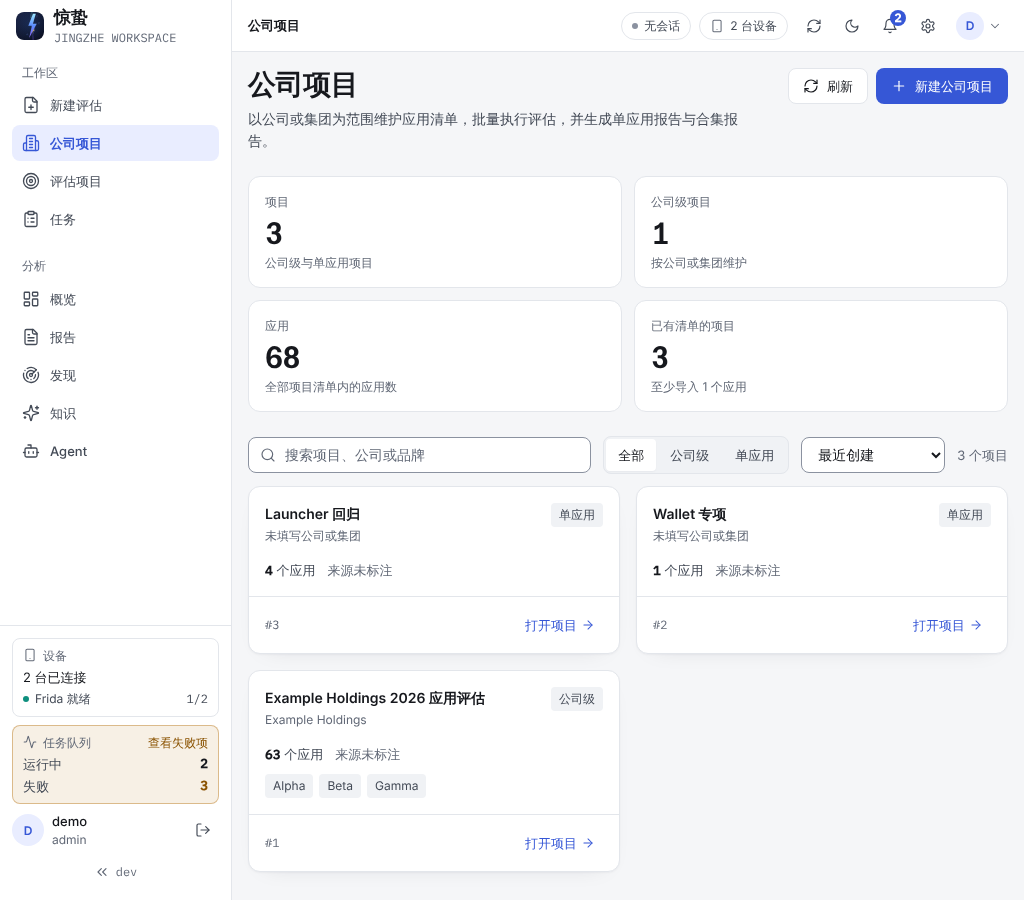 惊蛰
JINGZHE WORKSPACE
工作区
新建评估
公司项目
评估项目
任务
分析
概览
报告
发现
知识
Agent
设备
2 台已连接
Frida 就绪 1/2
任务队列 查看失败项
运行中 2
失败 3
D demo
admin
dev
公司项目 无会话 2 台设备 2 D
公司项目
刷新 新建公司项目
以公司或集团为范围维护应用清单，批量执行评估，并生成单应用报告与合集报
告。
项目
3
公司级与单应用项目
公司级项目
1
按公司或集团维护
应用
68
全部项目清单内的应用数
已有清单的项目
3
至少导入 1 个应用
搜索项目、公司或品牌 全部 公司级 单应用 最近创建 3 个项目
Launcher 回归 单应用
未填写公司或集团
4 个应用 来源未标注
#3 打开项目
Wallet 专项 单应用
未填写公司或集团
1 个应用 来源未标注
#2 打开项目
Example Holdings 2026 应用评估 公司级
Example Holdings
63 个应用 来源未标注
Alpha Beta Gamma
#1 打开项目